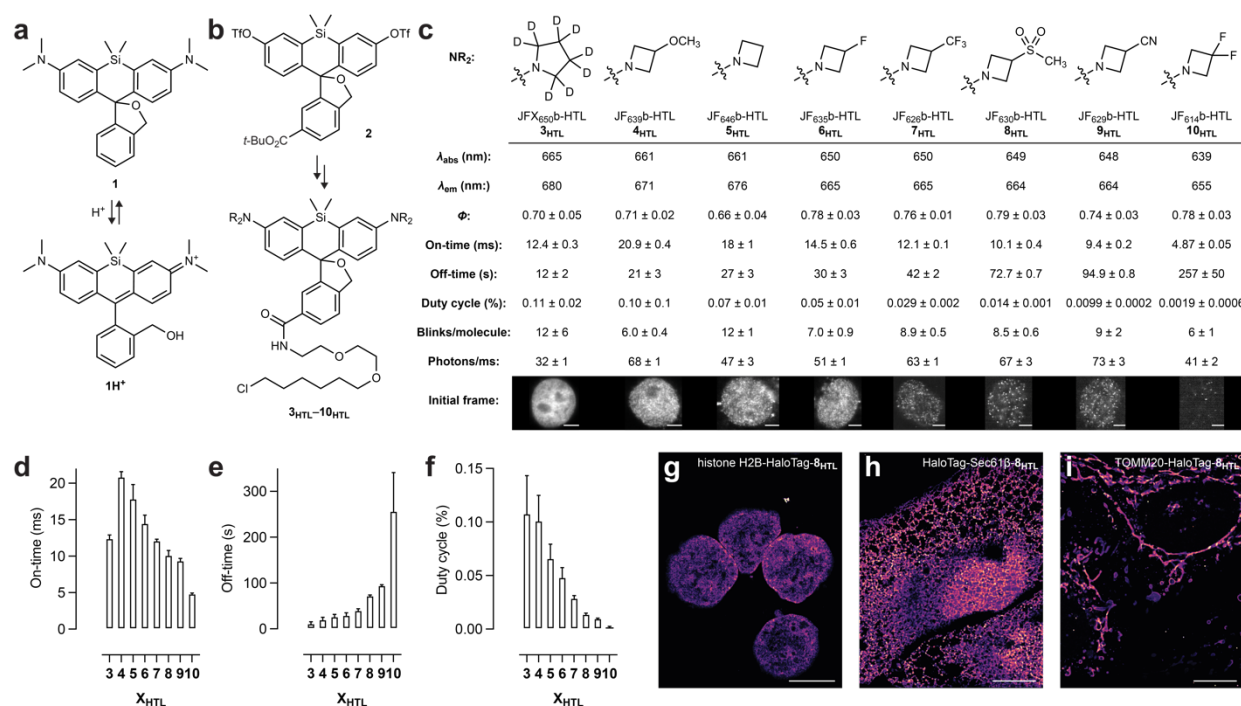 a
N
Si
N
O
1
H⁺
N
Si
N⁺
OH
1H⁺
b
TfO
Si
OTf
O
t-BuO₂C
2
R₂N
Si
NR₂
O
O
NH
O
Cl
O
3HTL–10HTL
c
NR₂:
D D D D D D D D N
OCH₃ N
N
F N
CF₃ N
O S O CH₃ N
CN N
F F N
JFX₆₅₀b-HTL JF₆₃₉b-HTL JF₆₄₆b-HTL JF₆₃₅b-HTL JF₆₂₆b-HTL JF₆₃₀b-HTL JF₆₂₉b-HTL JF₆₁₄b-HTL
3HTL 4HTL 5HTL 6HTL 7HTL 8HTL 9HTL 10HTL
λabs (nm): 665 661 661 650 650 649 648 639
λem (nm:) 680 671 676 665 665 664 664 655
Φ: 0.70 ± 0.05 0.71 ± 0.02 0.66 ± 0.04 0.78 ± 0.03 0.76 ± 0.01 0.79 ± 0.03 0.74 ± 0.03 0.78 ± 0.03
On-time (ms): 12.4 ± 0.3 20.9 ± 0.4 18 ± 1 14.5 ± 0.6 12.1 ± 0.1 10.1 ± 0.4 9.4 ± 0.2 4.87 ± 0.05
Off-time (s): 12 ± 2 21 ± 3 27 ± 3 30 ± 3 42 ± 2 72.7 ± 0.7 94.9 ± 0.8 257 ± 50
Duty cycle (%): 0.11 ± 0.02 0.10 ± 0.1 0.07 ± 0.01 0.05 ± 0.01 0.029 ± 0.002 0.014 ± 0.001 0.0099 ± 0.0002 0.0019 ± 0.0006
Blinks/molecule: 12 ± 6 6.0 ± 0.4 12 ± 1 7.0 ± 0.9 8.9 ± 0.5 8.5 ± 0.6 9 ± 2 6 ± 1
Photons/ms: 32 ± 1 68 ± 1 47 ± 3 51 ± 1 63 ± 1 67 ± 3 73 ± 3 41 ± 2
Initial frame:
d
On-time (ms)
20
15
10
5
0
3 4 5 6 7 8 9 10
XHTL
e
Off-time (s)
300
200
100
0
3 4 5 6 7 8 9 10
XHTL
f
Duty cycle (%)
0.15
0.10
0.05
0.00
3 4 5 6 7 8 9 10
XHTL
g
histone H2B-HaloTag-8HTL
h
HaloTag-Sec61β-8HTL
i
TOMM20-HaloTag-8HTL